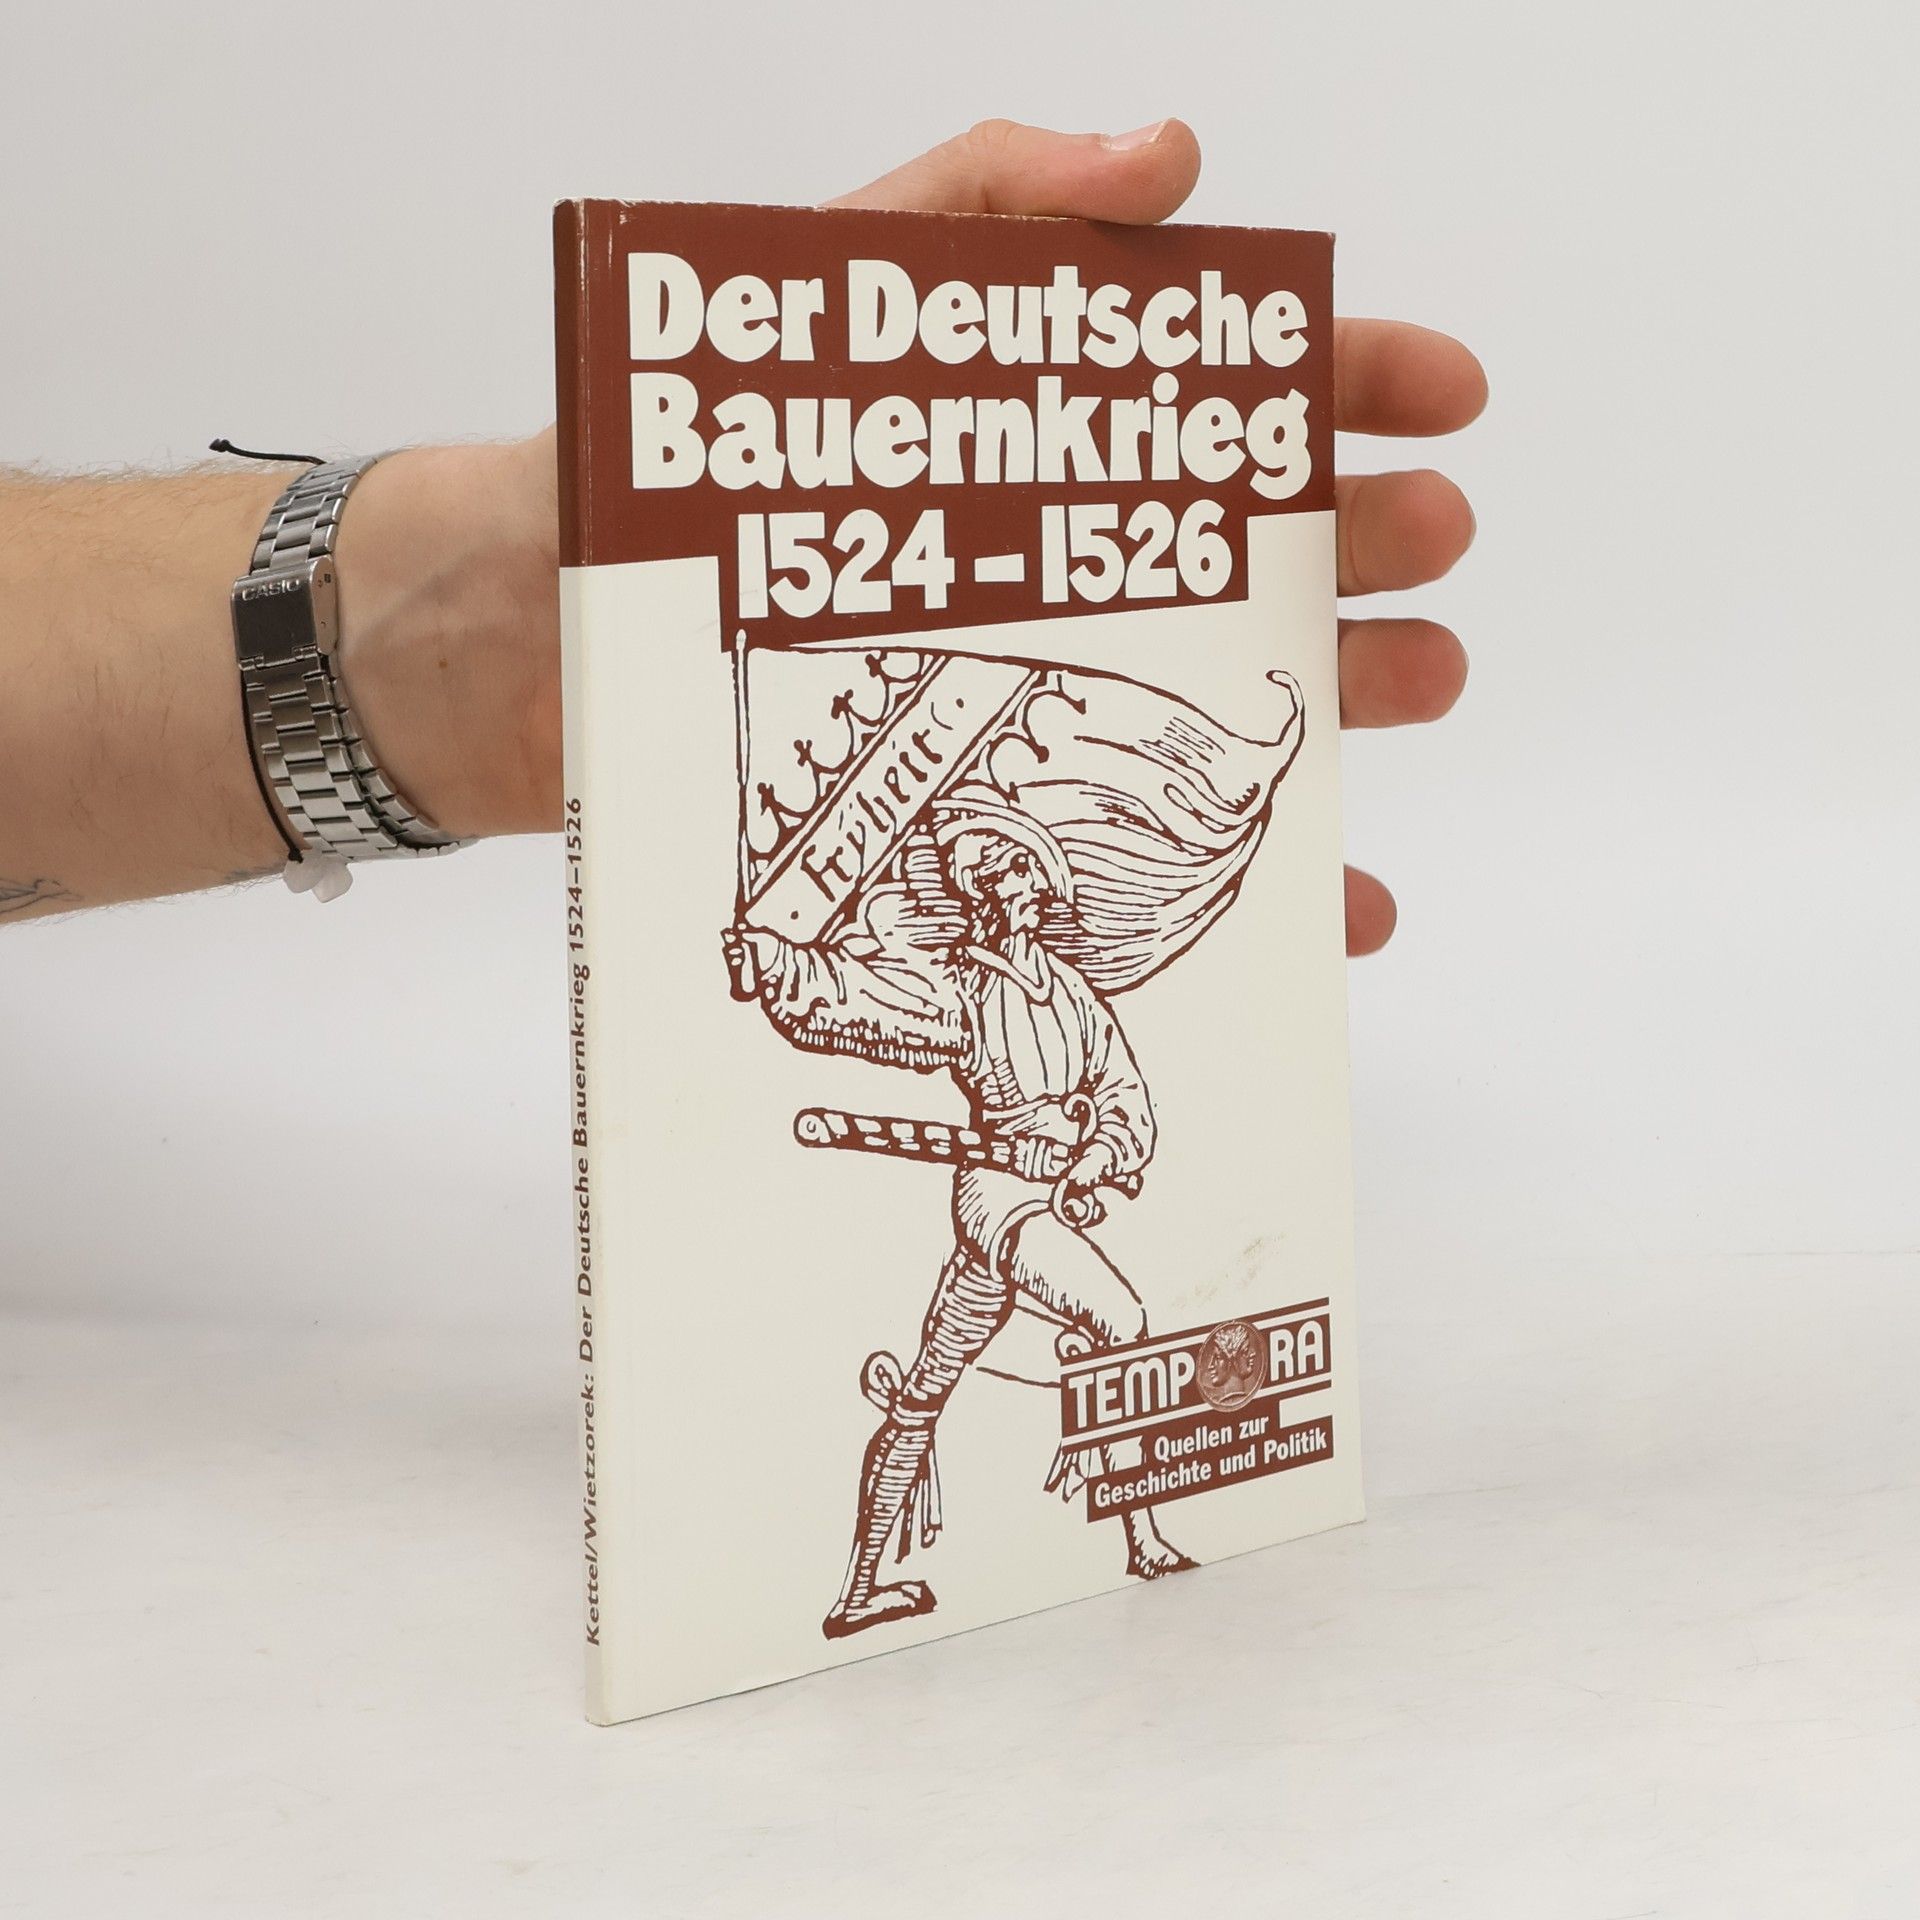 Der Deutsche
Bauernkrieg
1524–1526
fryheit
TEMPORA
Quellen zur
Geschichte und Politik
Kettel/Wietzorek: Der Deutsche Bauernkrieg 1524–1526
CASIO